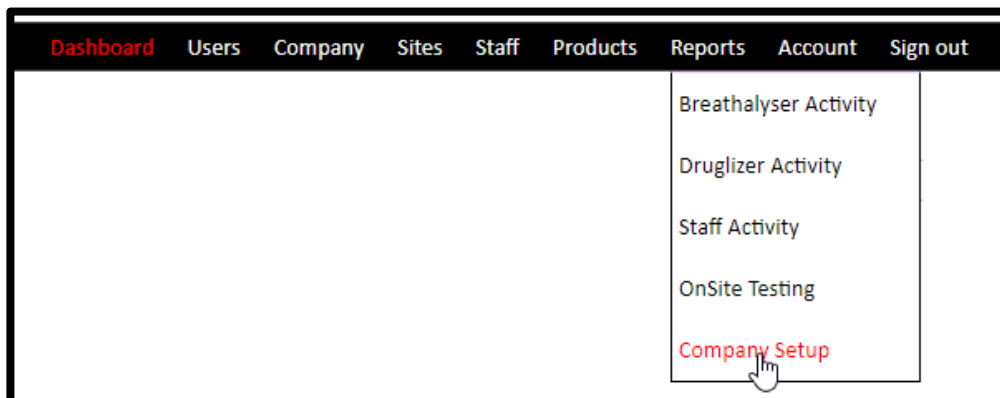 Dashboard Users Company Sites Staff Products Reports Account Sign out
Breathalyser Activity
Druglizer Activity
Staff Activity
OnSite Testing
Company Setup